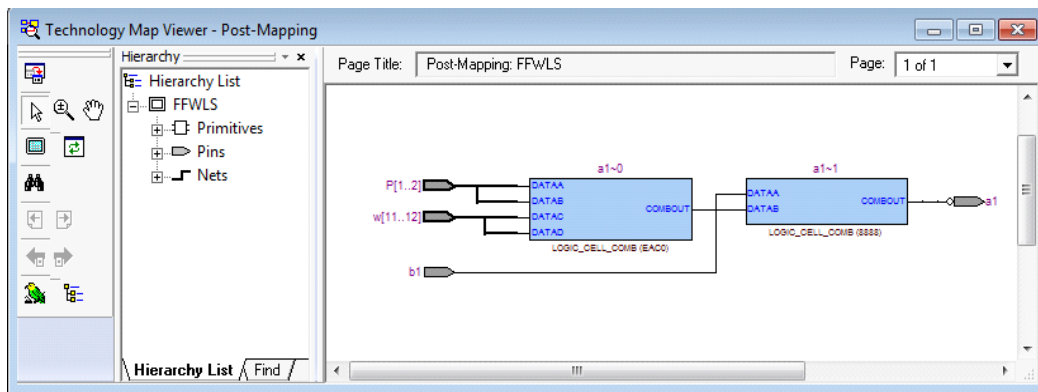 Technology Map Viewer - Post-Mapping
Hierarchy
Hierarchy List
FFWLS
Primitives
Pins
Nets
Hierarchy List
Find
Page Title: Post-Mapping: FFWLS
Page: 1 of 1
a1~0
a1~1
P[1..2]
w[11..12]
b1
DATAA
DATAB
DATAC
DATAD
COMBOUT
LOGIC_CELL_COMB (EAC0)
DATAA
DATAB
COMBOUT
LOGIC_CELL_COMB (8888)
a1